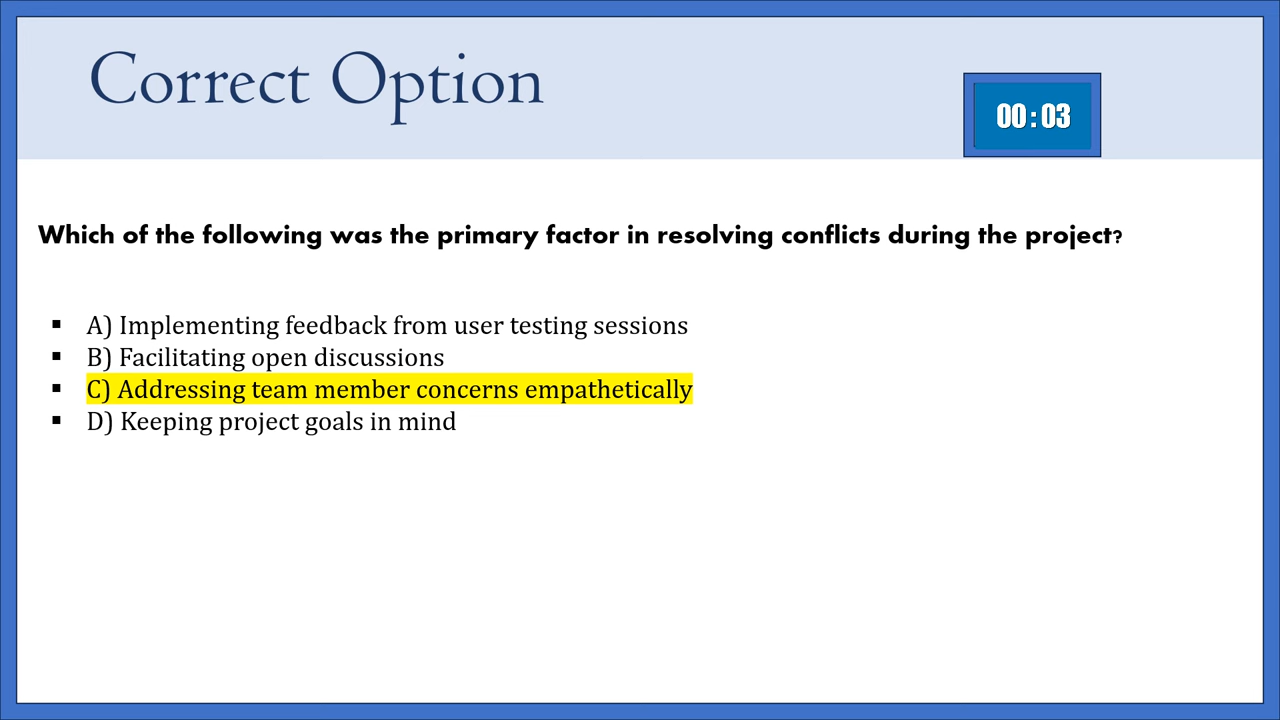 Correct Option
00:03
Which of the following was the primary factor in resolving conflicts during the project?
▪ A) Implementing feedback from user testing sessions
▪ B) Facilitating open discussions
▪ C) Addressing team member concerns empathetically
▪ D) Keeping project goals in mind